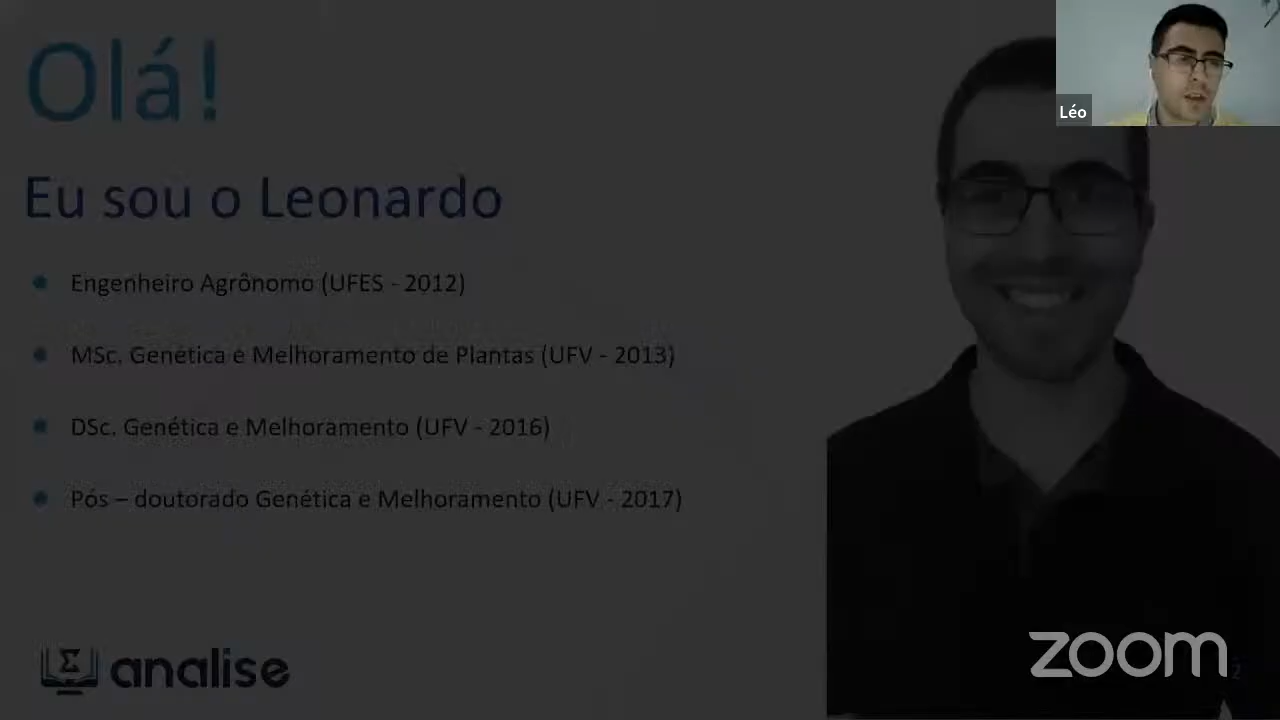 Olá!
Léo
Eu sou o Leonardo
Engenheiro Agrônomo (UFES - 2012)
MSc. Genética e Melhoramento de Plantas (UFV - 2013)
DSc. Genética e Melhoramento (UFV - 2016)
Pós – doutorado Genética e Melhoramento (UFV - 2017)
analise
zoom
2